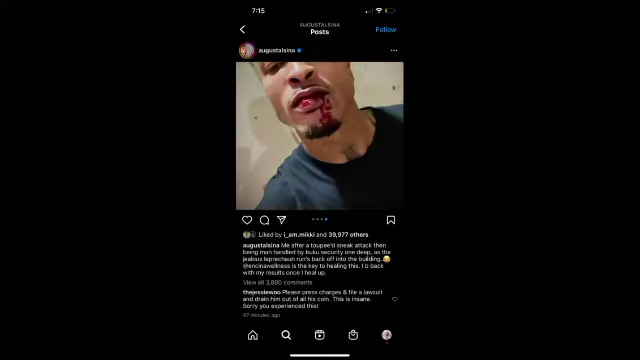 7:15
AUGUSTALSINA
Posts
Follow
augustalsina
Liked by i_am.mikki and 39,977 others
augustalsina Me after a toupee'd sneak attack then
being man handled by buku security one deep, as the
jealous leprechaun run's back off into the building.
@encinawellness is the key to healing this. I b back
with my results once I heal up.
View all 3,880 comments
thejessiewoo Please press charges & file a lawsuit
and drain him out of all his coin. This is insane.
Sorry you experienced this!
47 minutes ago